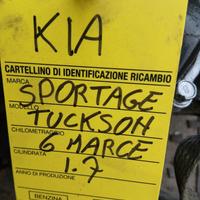 KIA
CARTELLINO DI IDENTIFICAZIONE RICAMBIO
MARCA
SPORTAGE
MODELLO
TUCKSON
CHILOMETRAGGIO
6 MARCE
CILINDRATA
1.7
ANNO DI PRODUZIONE
BENZINA